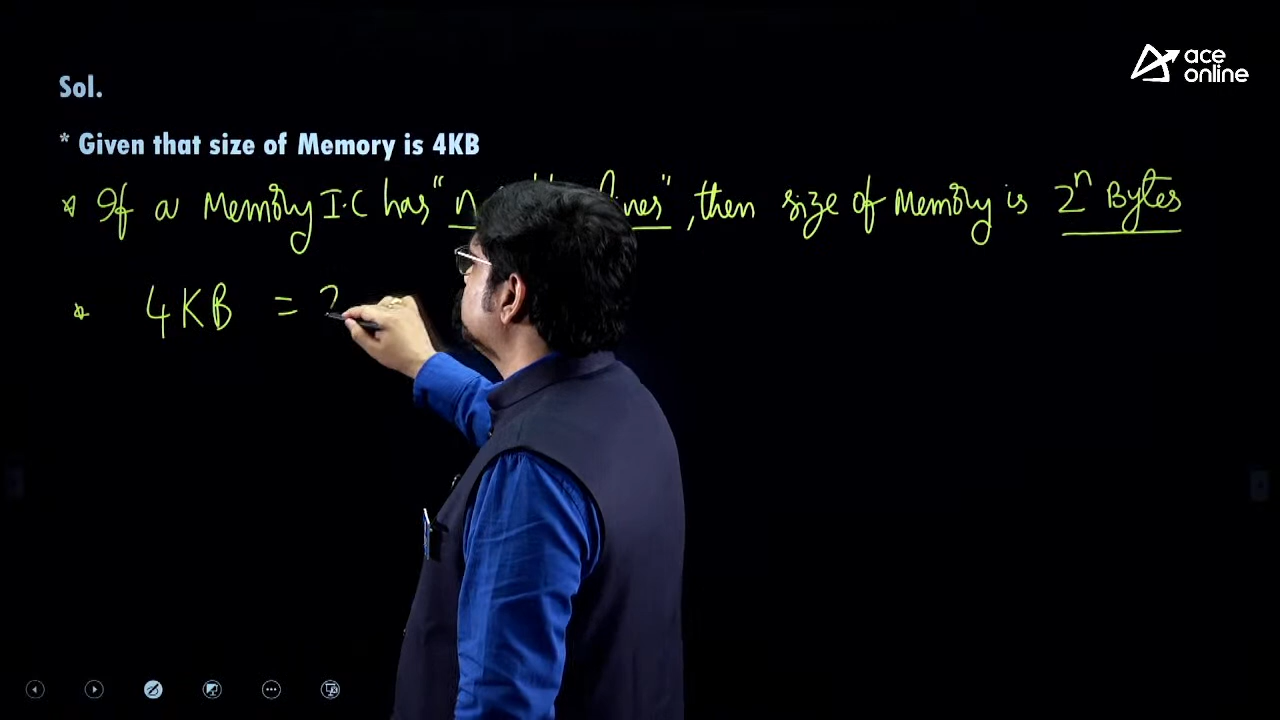 ace
online
Sol.
* Given that size of Memory is 4KB
* If a Memory I.C has "n lines", then size of Memory is 2ⁿ Bytes
* 4KB = 2